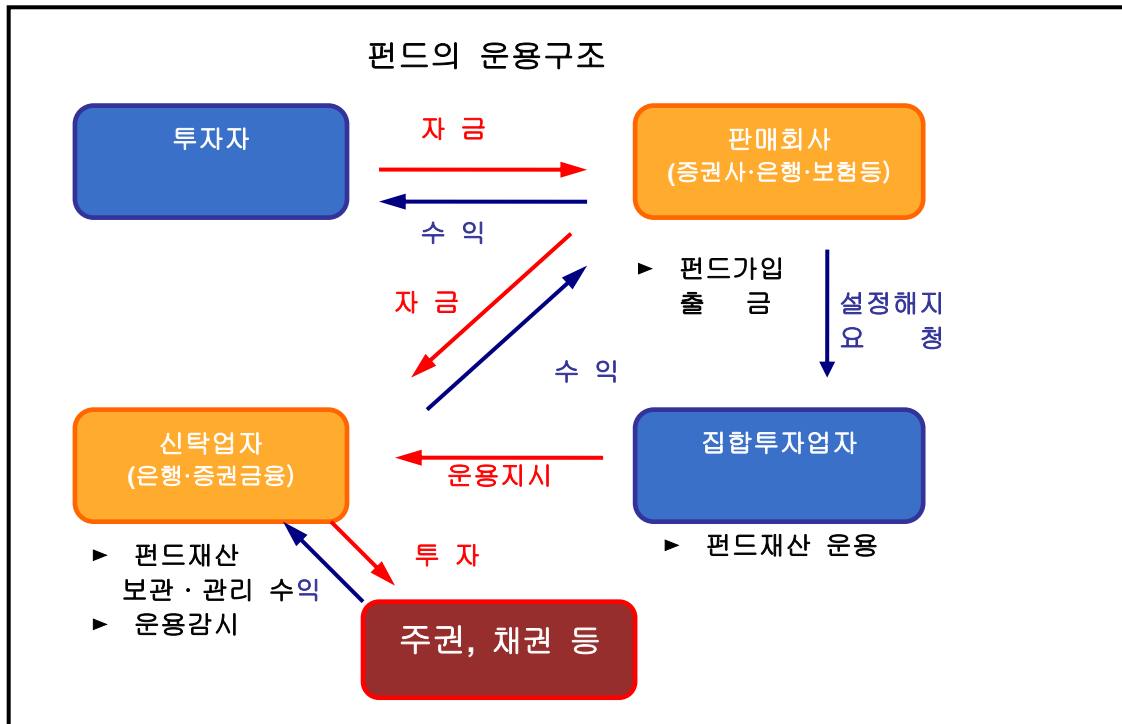 펀드의 운용구조
투자자
자 금
판매회사
(증권사·은행·보험등)
수 익
► 펀드가입
출 금
자 금
설정해지
요 청
수 익
신탁업자
(은행·증권금융)
집합투자업자
운용지시
► 펀드재산
보관 · 관리 수익
► 운용감시
투 자
► 펀드재산 운용
주권, 채권 등